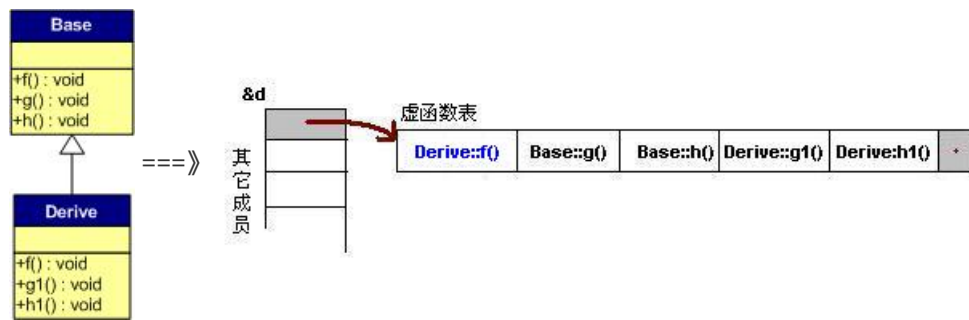 Base
+f() : void
+g() : void
+h() : void
===》
Derive
+f() : void
+g1() : void
+h1() : void
&d
其
它
成
员
虚函数表
Derive::f() Base::g() Base::h() Derive::g1() Derive:h1()